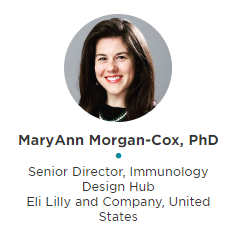 MaryAnn Morgan-Cox, PhD
Senior Director, Immunology
Design Hub
Eli Lilly and Company, United
States